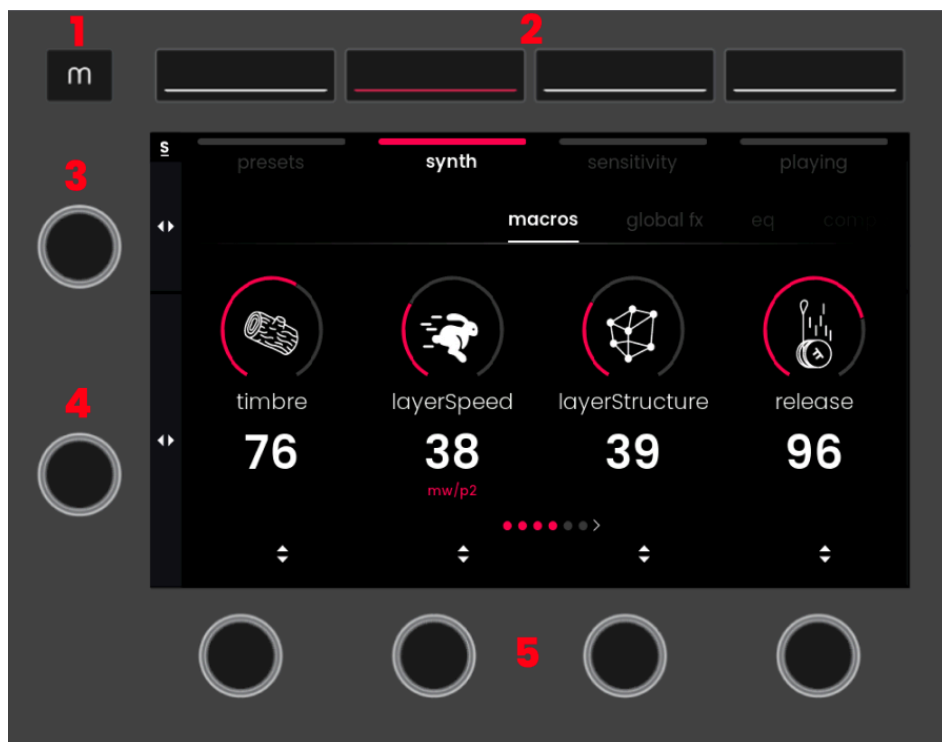 1
2
m
S
presets synth sensitivity playing
3
macros global fx eq comp
timbre layerSpeed layerStructure release
4
76 38 39 96
mw/p2
5